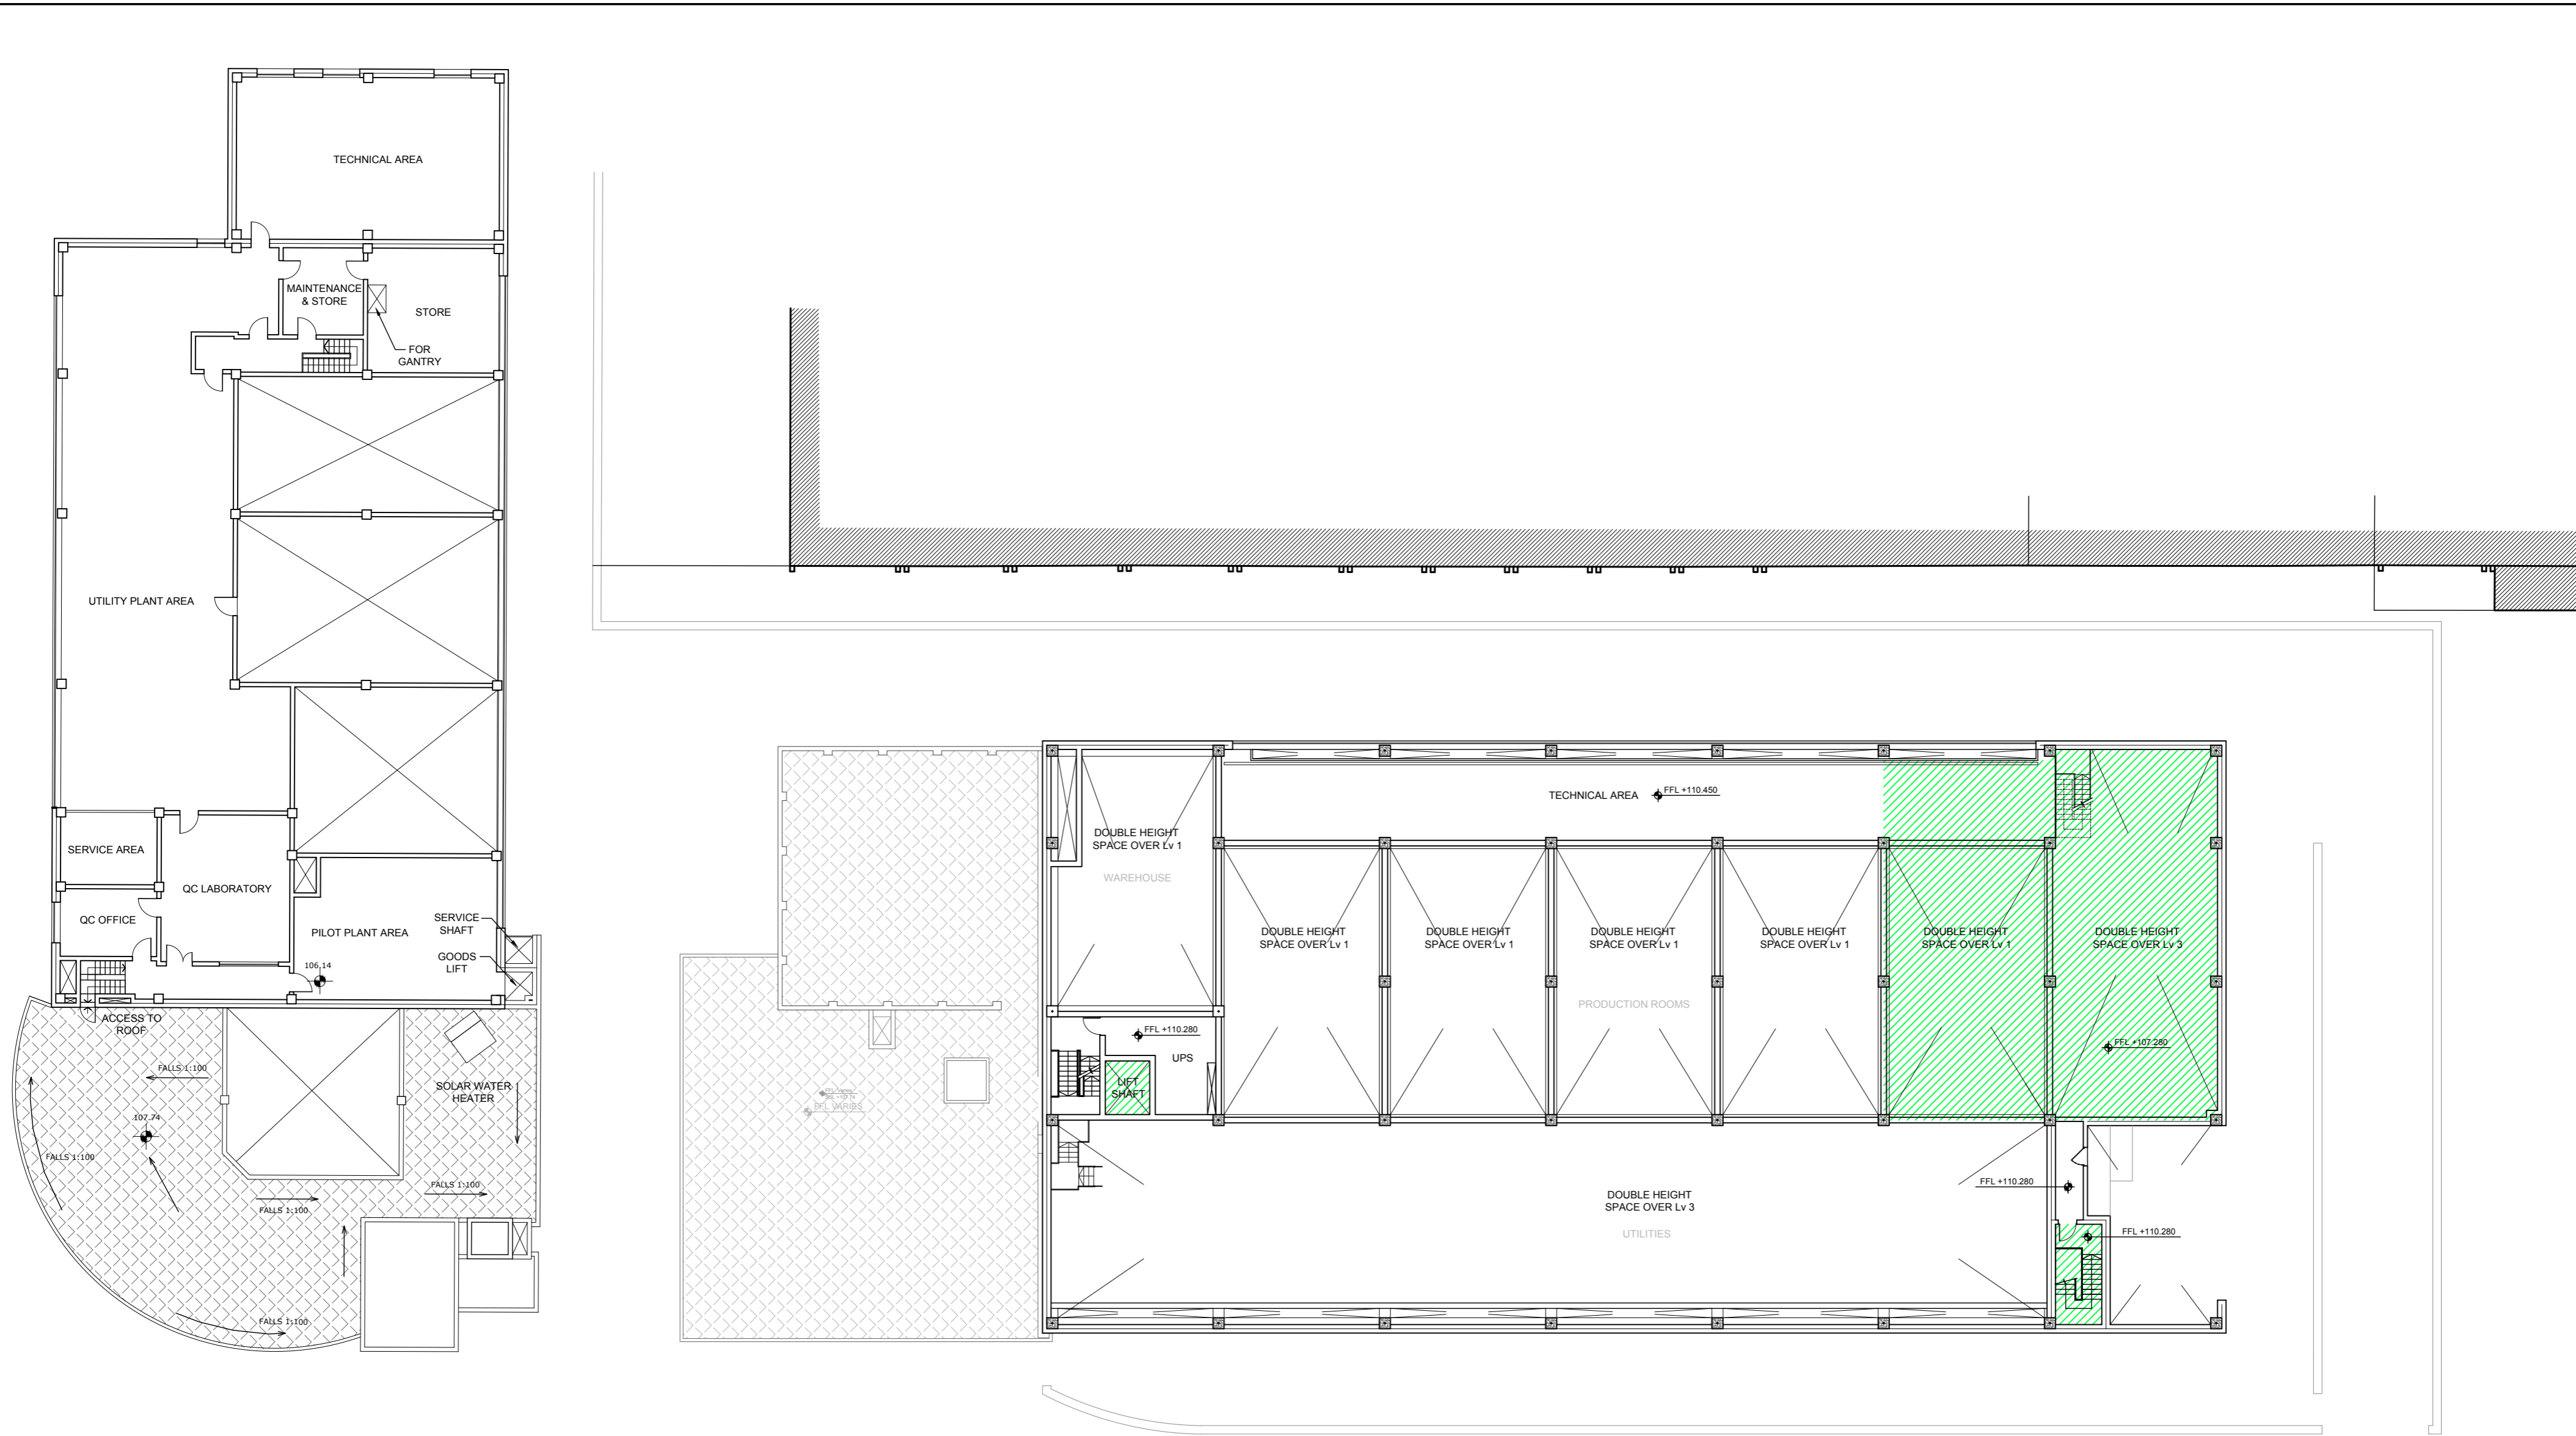 TECHNICAL AREA
MAINTENANCE
& STORE
STORE
FOR
GANTRY
UTILITY PLANT AREA
SERVICE AREA
QC LABORATORY
QC OFFICE
PILOT PLANT AREA
SERVICE
SHAFT
GOODS
LIFT
106.14
ACCESS TO
ROOF
FALLS 1:100
SOLAR WATER
HEATER
107.74
FALLS 1:100
FALLS 1:100
FALLS 1:100
FALLS 1:100
TECHNICAL AREA
FFL +110.450
DOUBLE HEIGHT
SPACE OVER Lv 1
WAREHOUSE
DOUBLE HEIGHT
SPACE OVER Lv 1
DOUBLE HEIGHT
SPACE OVER Lv 1
DOUBLE HEIGHT
SPACE OVER Lv 1
DOUBLE HEIGHT
SPACE OVER Lv 1
DOUBLE HEIGHT
SPACE OVER Lv 1
DOUBLE HEIGHT
SPACE OVER Lv 3
PRODUCTION ROOMS
FFL +110.280
UPS
FFL +107.280
LIFT
SHAFT
FFL VARIES
FFL +110.280
DOUBLE HEIGHT
SPACE OVER Lv 3
UTILITIES
FFL +110.280